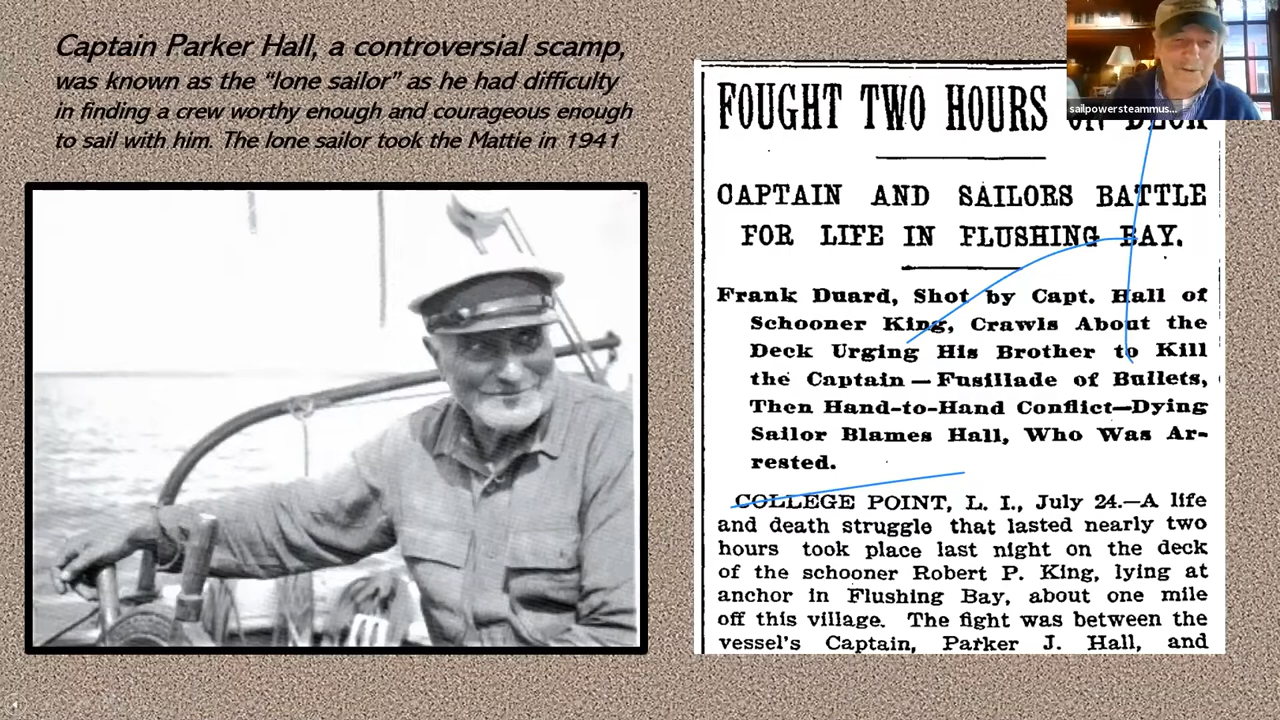 Captain Parker Hall, a controversial scamp,
was known as the “lone sailor” as he had difficulty
in finding a crew worthy enough and courageous enough
to sail with him. The lone sailor took the Mattie in 1941
sailpowersteammus...
FOUGHT TWO HOURS ON DECK
CAPTAIN AND SAILORS BATTLE
FOR LIFE IN FLUSHING BAY.
Frank Duard, Shot by Capt. Hall of
Schooner King, Crawls About the
Deck Urging His Brother to Kill
the Captain — Fusillade of Bullets,
Then Hand-to-Hand Conflict—Dying
Sailor Blames Hall, Who Was Ar-
rested.
COLLEGE POINT, L. I., July 24.—A life
and death struggle that lasted nearly two
hours took place last night on the deck
of the schooner Robert P. King, lying at
anchor in Flushing Bay, about one mile
off this village. The fight was between the
vessel's Captain, Parker J. Hall, and